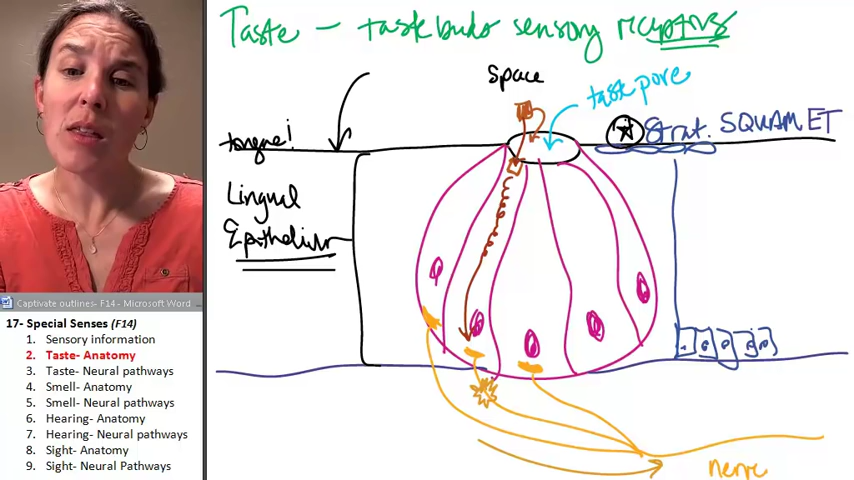 Taste - taste buds sensory receptors
Space
taste pore
Strat. SQUAM ET
tongue!
Lingual
Epithelium
Captivate outlines- F14 - Microsoft Word
17- Special Senses (F14)
1. Sensory information
2. Taste- Anatomy
3. Taste- Neural pathways
4. Smell- Anatomy
5. Smell- Neural pathways
6. Hearing- Anatomy
7. Hearing- Neural pathways
8. Sight- Anatomy
9. Sight- Neural Pathways
nerve